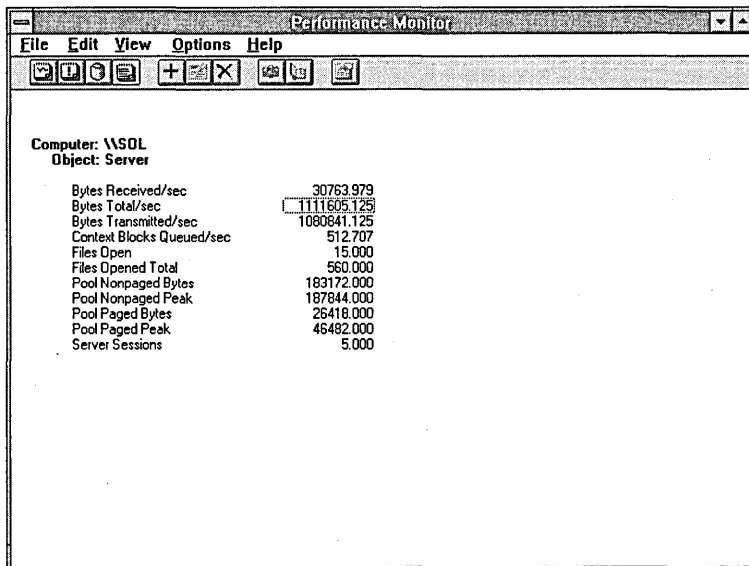 Performance Monitor
File Edit View Options Help
Computer: \\SOL
Object: Server
Bytes Received/sec 30763.979
Bytes Total/sec 1111605.125
Bytes Transmitted/sec 1080841.125
Context Blocks Queued/sec 512.707
Files Open 15.000
Files Opened Total 560.000
Pool Nonpaged Bytes 183172.000
Pool Nonpaged Peak 187844.000
Pool Paged Bytes 26418.000
Pool Paged Peak 46482.000
Server Sessions 5.000